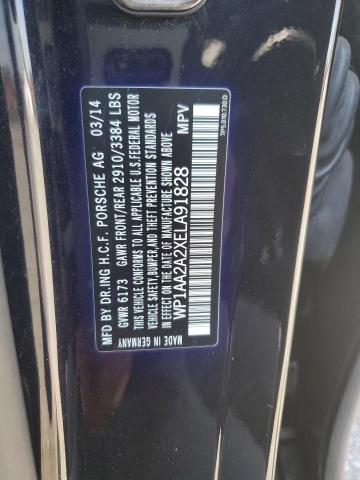 MFD BY DR.ING H.C.F. PORSCHE AG 03/14
GVWR 6173 GAWR FRONT/REAR 2910/3384 LBS
THIS VEHICLE CONFORMS TO ALL APPLICABLE U.S.FEDERAL MOTOR
VEHICLE SAFETY,BUMPER,AND THEFT PREVENTION STANDARDS
IN EFFECT ON THE DATE OF MANUFACTURE SHOWN ABOVE.
WP1AA2A2XELA91828 MPV
MADE IN GERMANY